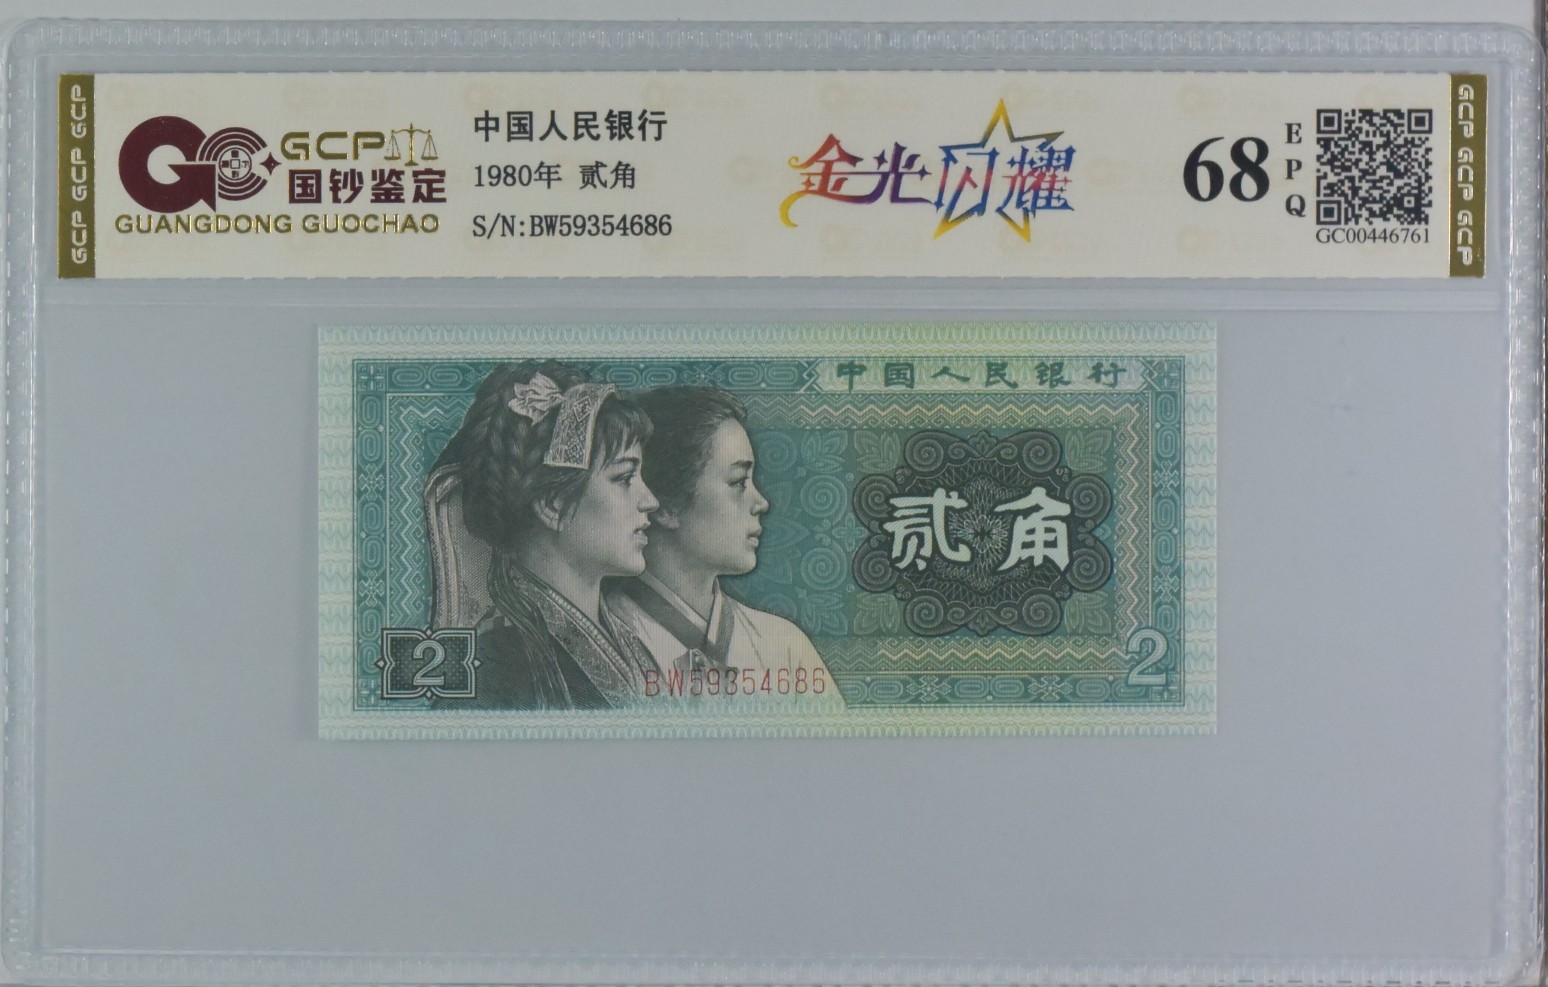 GCP GCP GCP
GCP
国钞鉴定
GUANGDONG GUOCHAO
中国人民银行
1980年 贰角
S/N:BW59354686
金光闪耀
68
EPQ
GC00446761
GCP GCP GCP
中国人民银行
贰角
2
BW59354686
2